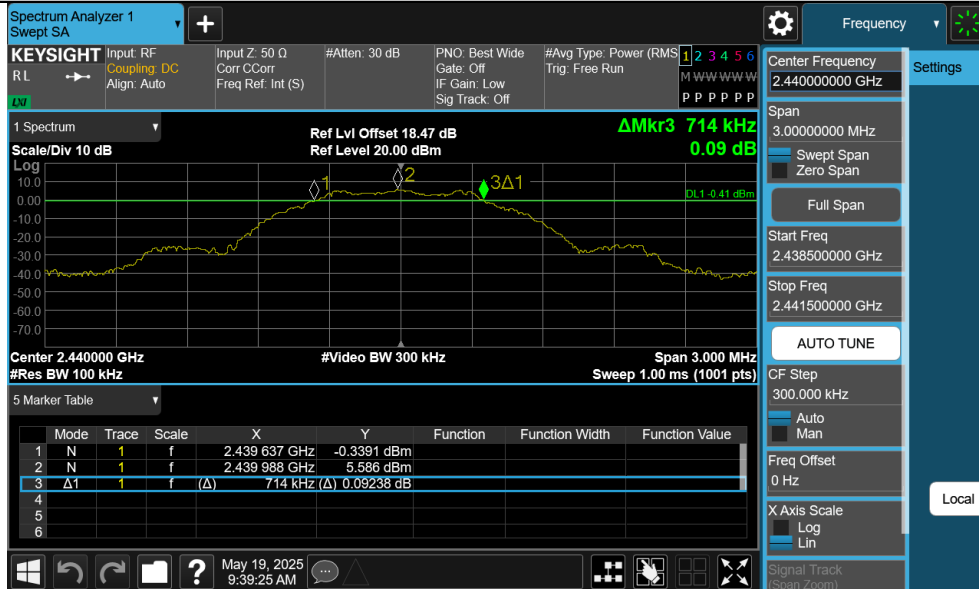 Spectrum Analyzer 1
Swept SA
+
Frequency
KEYSIGHT
RL
LXI
Input: RF
Coupling: DC
Align: Auto
Input Z: 50 Ω
Corr CCorr
Freq Ref: Int (S)
#Atten: 30 dB
PNO: Best Wide
Gate: Off
IF Gain: Low
Sig Track: Off
#Avg Type: Power (RMS
Trig: Free Run
1 2 3 4 5 6
M W W W W W
P P P P P P
Center Frequency
2.440000000 GHz
Settings
Span
3.00000000 MHz
Swept Span
Zero Span
Full Span
Start Freq
2.438500000 GHz
Stop Freq
2.441500000 GHz
AUTO TUNE
CF Step
300.000 kHz
Auto
Man
Freq Offset
0 Hz
X Axis Scale
Log
Lin
Signal Track
(Span Zoom)
Local
1 Spectrum
Scale/Div 10 dB
Ref Lvl Offset 18.47 dB
Ref Level 20.00 dBm
ΔMkr3 714 kHz
0.09 dB
Log
10.0
0.00
-10.0
-20.0
-30.0
-40.0
-50.0
-60.0
-70.0
1
2
3Δ1
DL1 -0.41 dBm
Center 2.440000 GHz
#Video BW 300 kHz
Span 3.000 MHz
#Res BW 100 kHz
Sweep 1.00 ms (1001 pts)
5 Marker Table
Mode Trace Scale X Y Function Function Width Function Value
1 N 1 f 2.439 637 GHz -0.3391 dBm
2 N 1 f 2.439 988 GHz 5.586 dBm
3 Δ1 1 f (Δ) 714 kHz (Δ) 0.09238 dB
4
5
6
?
May 19, 2025
9:39:25 AM